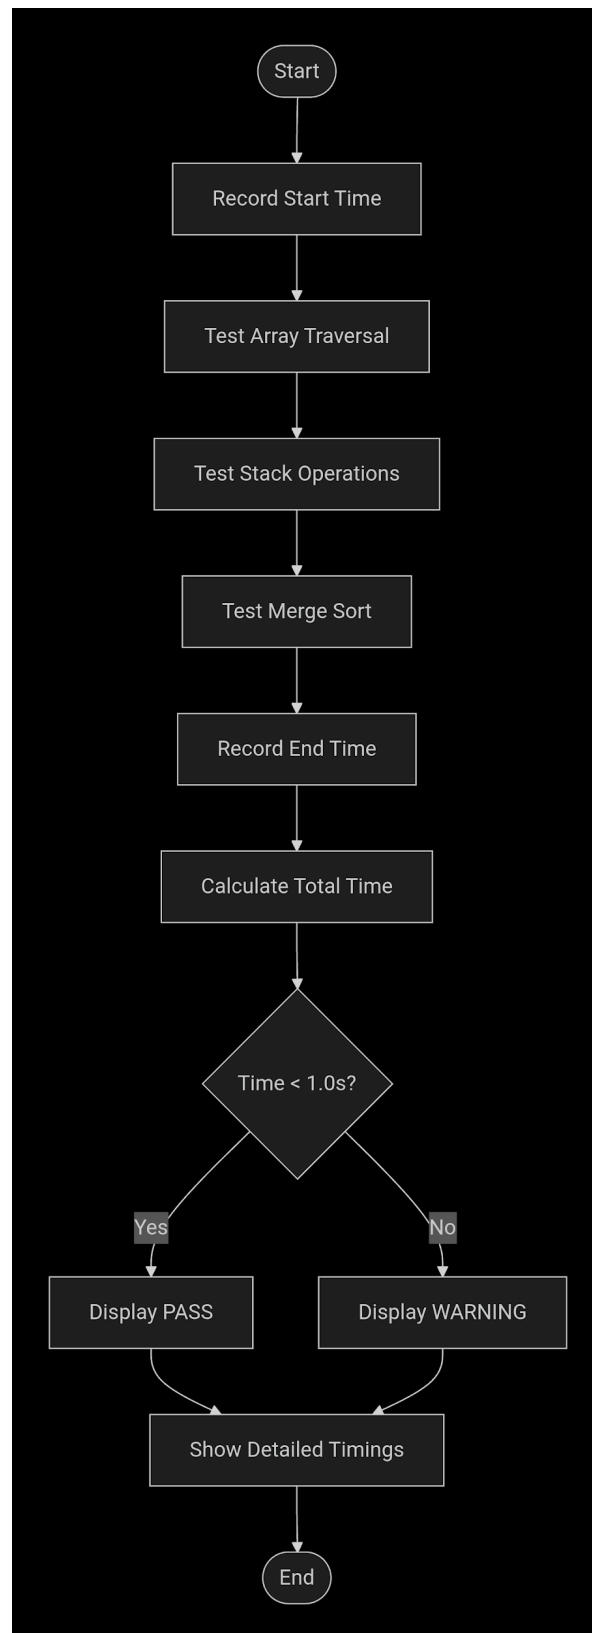 Start
Record Start Time
Test Array Traversal
Test Stack Operations
Test Merge Sort
Record End Time
Calculate Total Time
Time < 1.0s?
Yes
No
Display PASS
Display WARNING
Show Detailed Timings
End